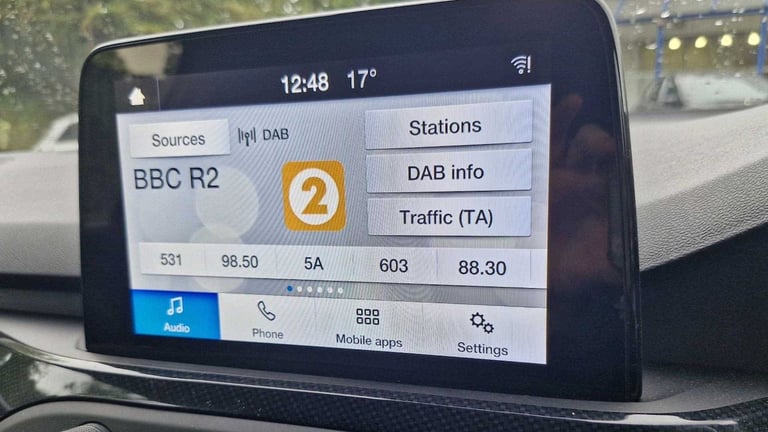 12:48 17°
Sources DAB
BBC R2
2
Stations
DAB info
Traffic (TA)
531 98.50 5A 603 88.30
Audio Phone Mobile apps Settings